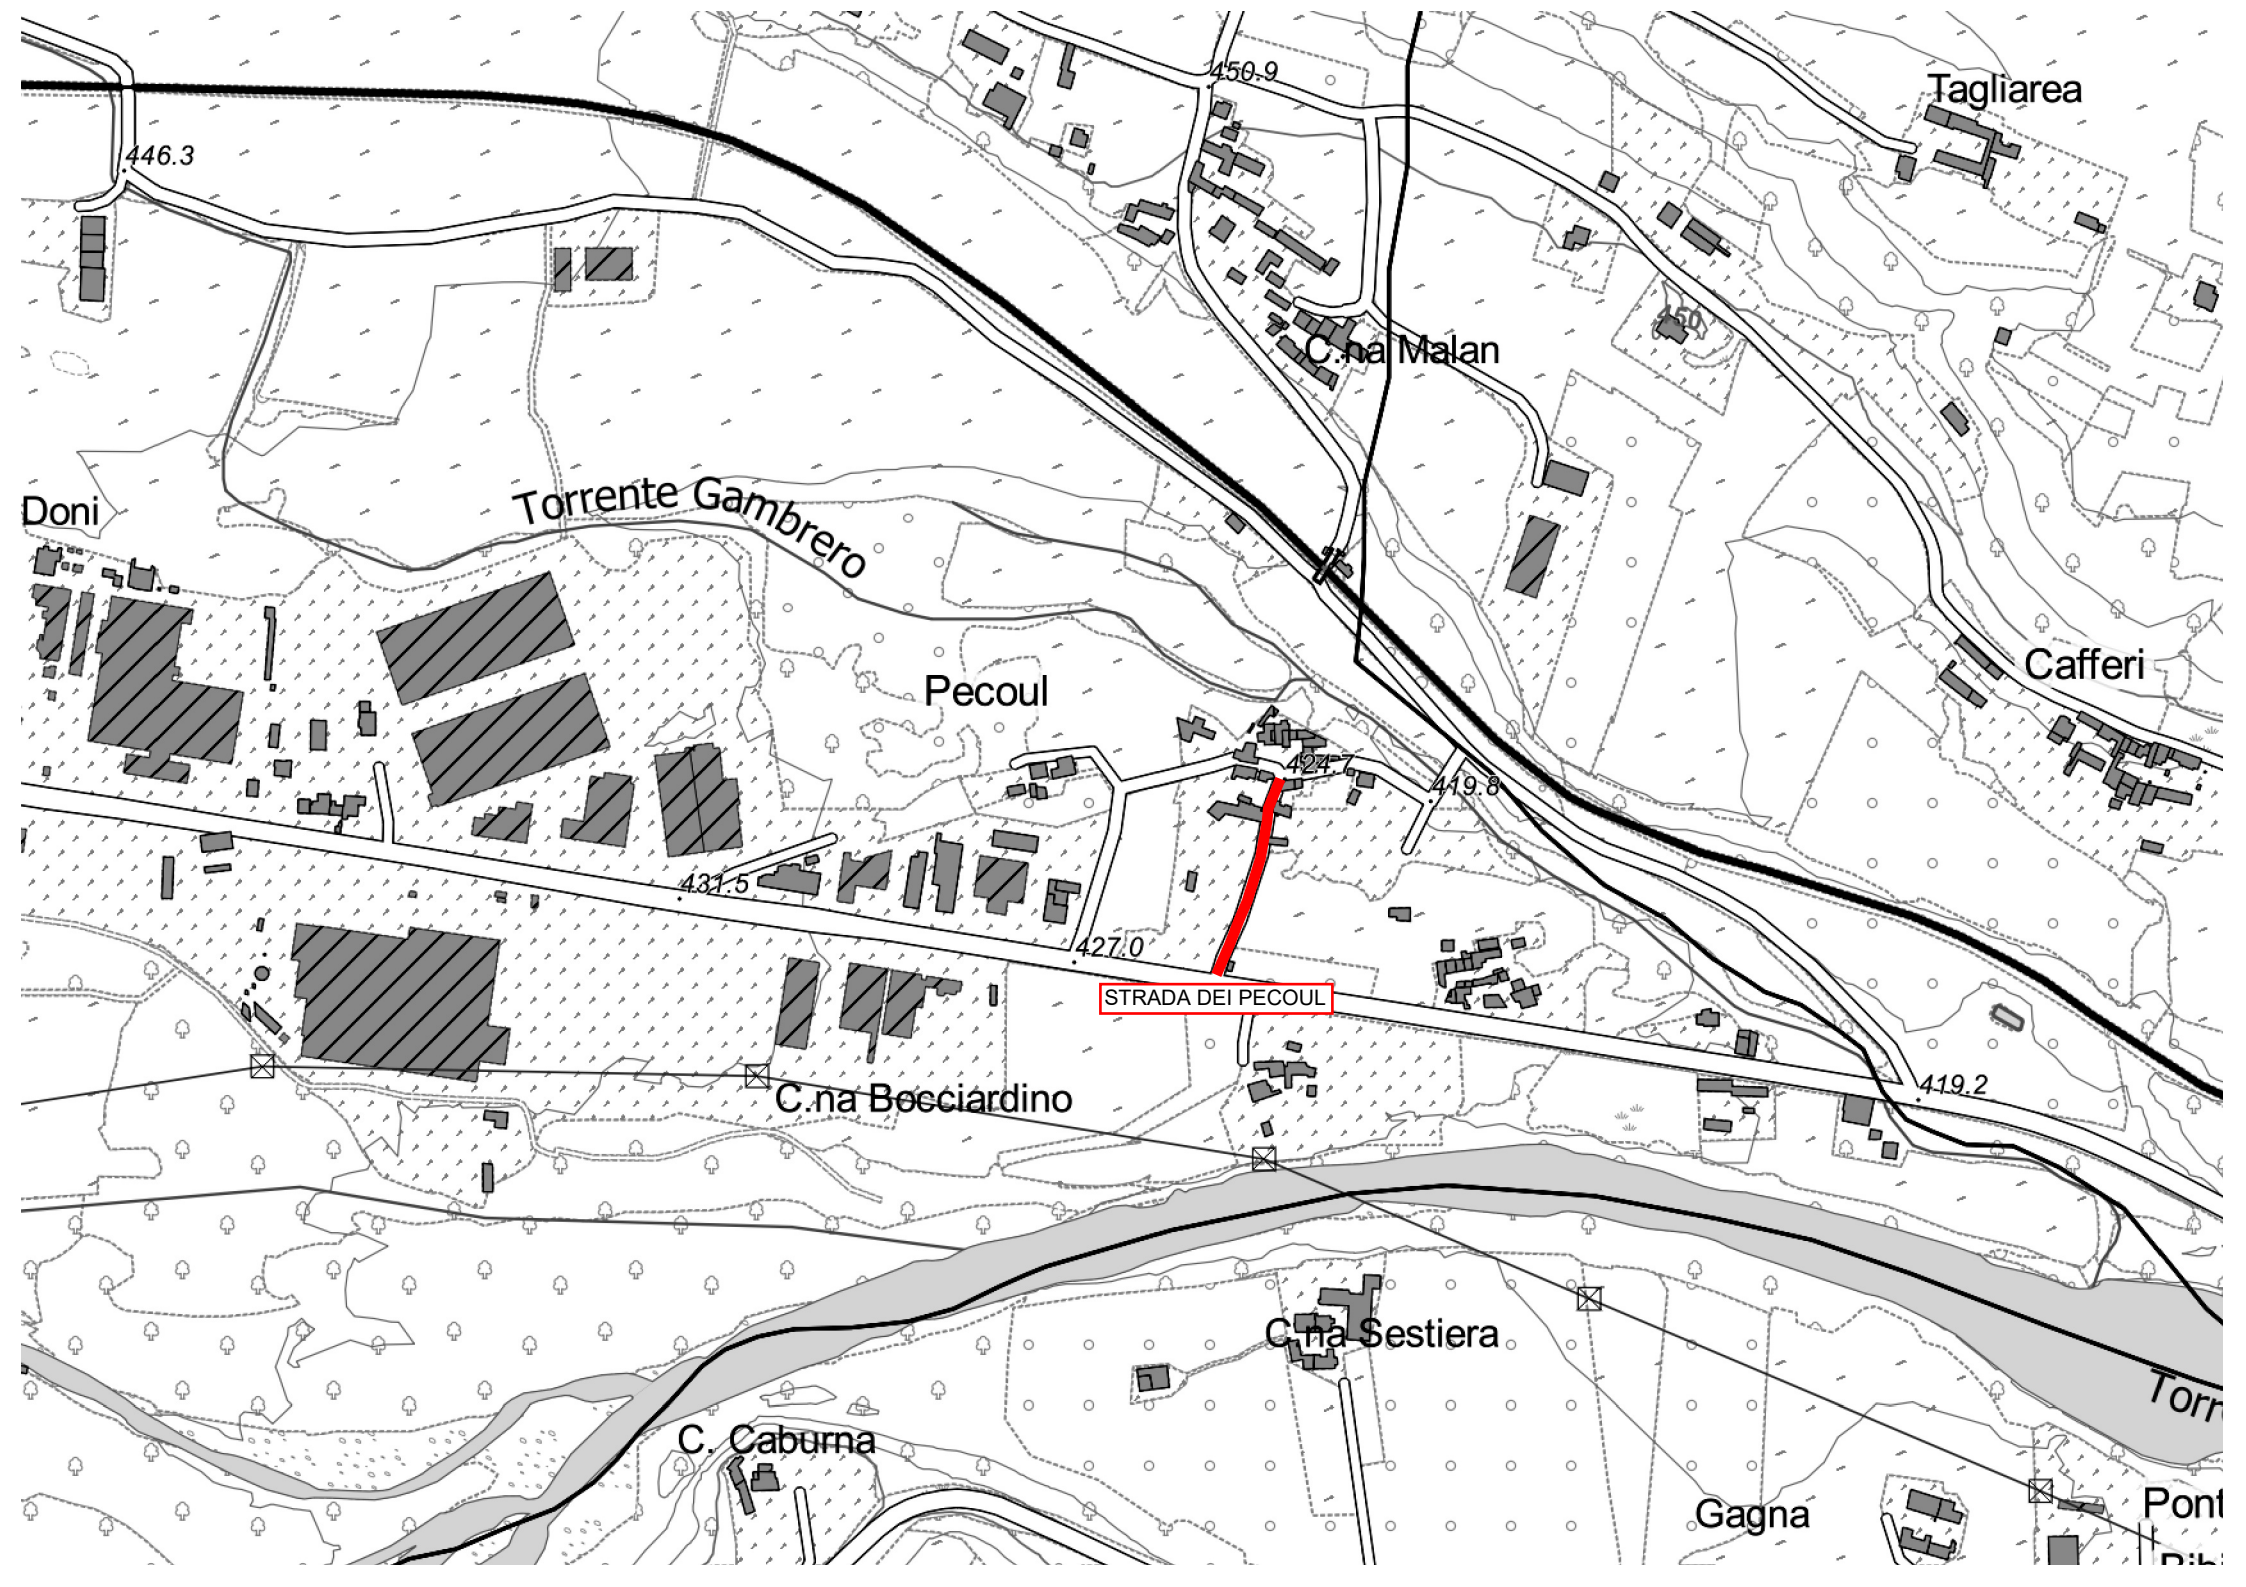 450.9
Tagliarea
446.3
450
C.na Malan
Doni
Torrente Gambrero
Cafferi
Pecoul
424.7
419.8
431.5
427.0
STRADA DEI PECOUL
419.2
C.na Bocciardino
C.na Sestiera
Torr
C. Caburna
Gagna
Pont